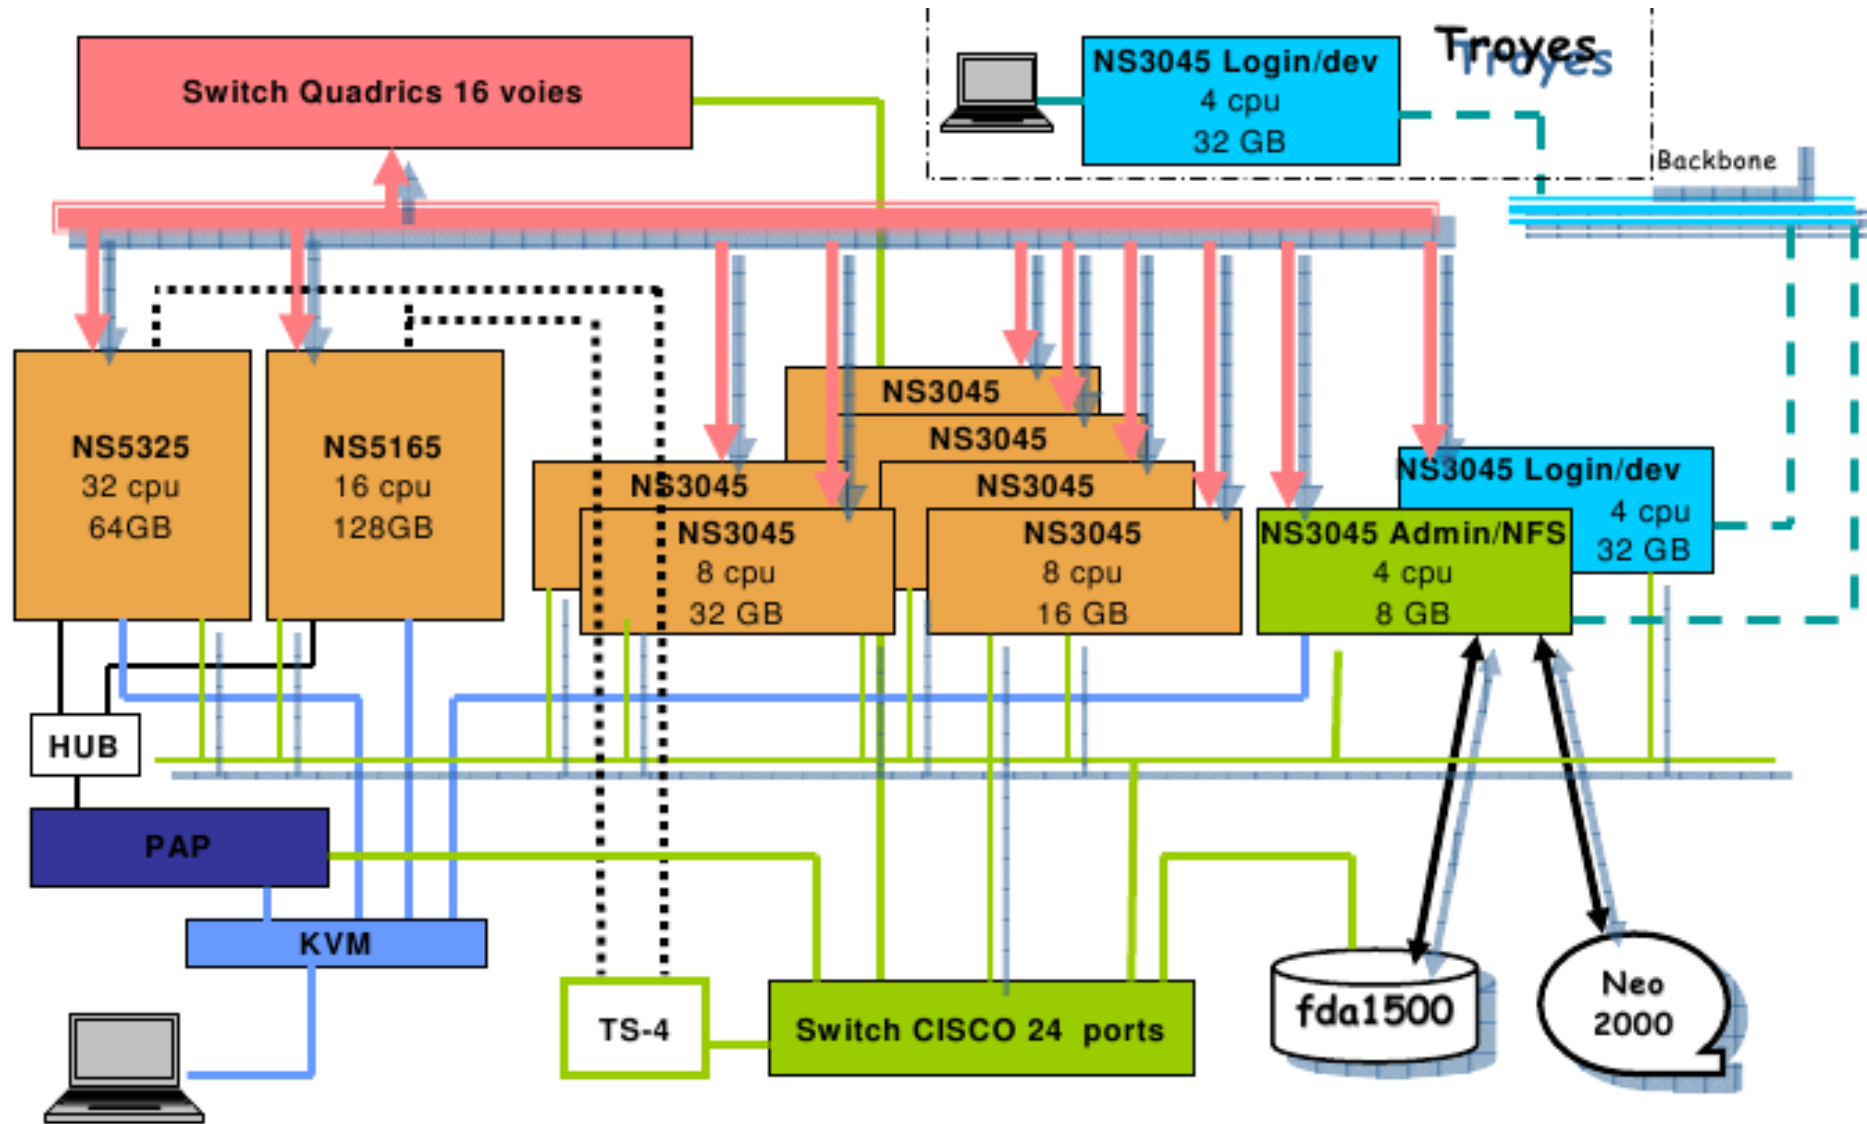 Switch Quadrics 16 voies
NS3045 Login/dev
4 cpu
32 GB
Troyes
Backbone
NS5325
32 cpu
64GB
NS5165
16 cpu
128GB
NS3045
NS3045
NS3045
NS3045
NS3045
8 cpu
32 GB
NS3045
8 cpu
16 GB
NS3045 Login/dev
4 cpu
32 GB
NS3045 Admin/NFS
4 cpu
8 GB
HUB
PAP
KVM
TS-4
Switch CISCO 24 ports
fda1500
Neo
2000